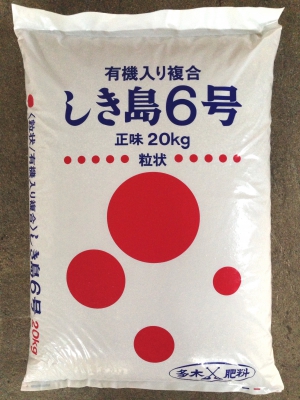 有機入り複合
しき島6号
正味 20kg
粒状
〈粒状/有機入り複合〉しき島6号 20kg
多木 肥料